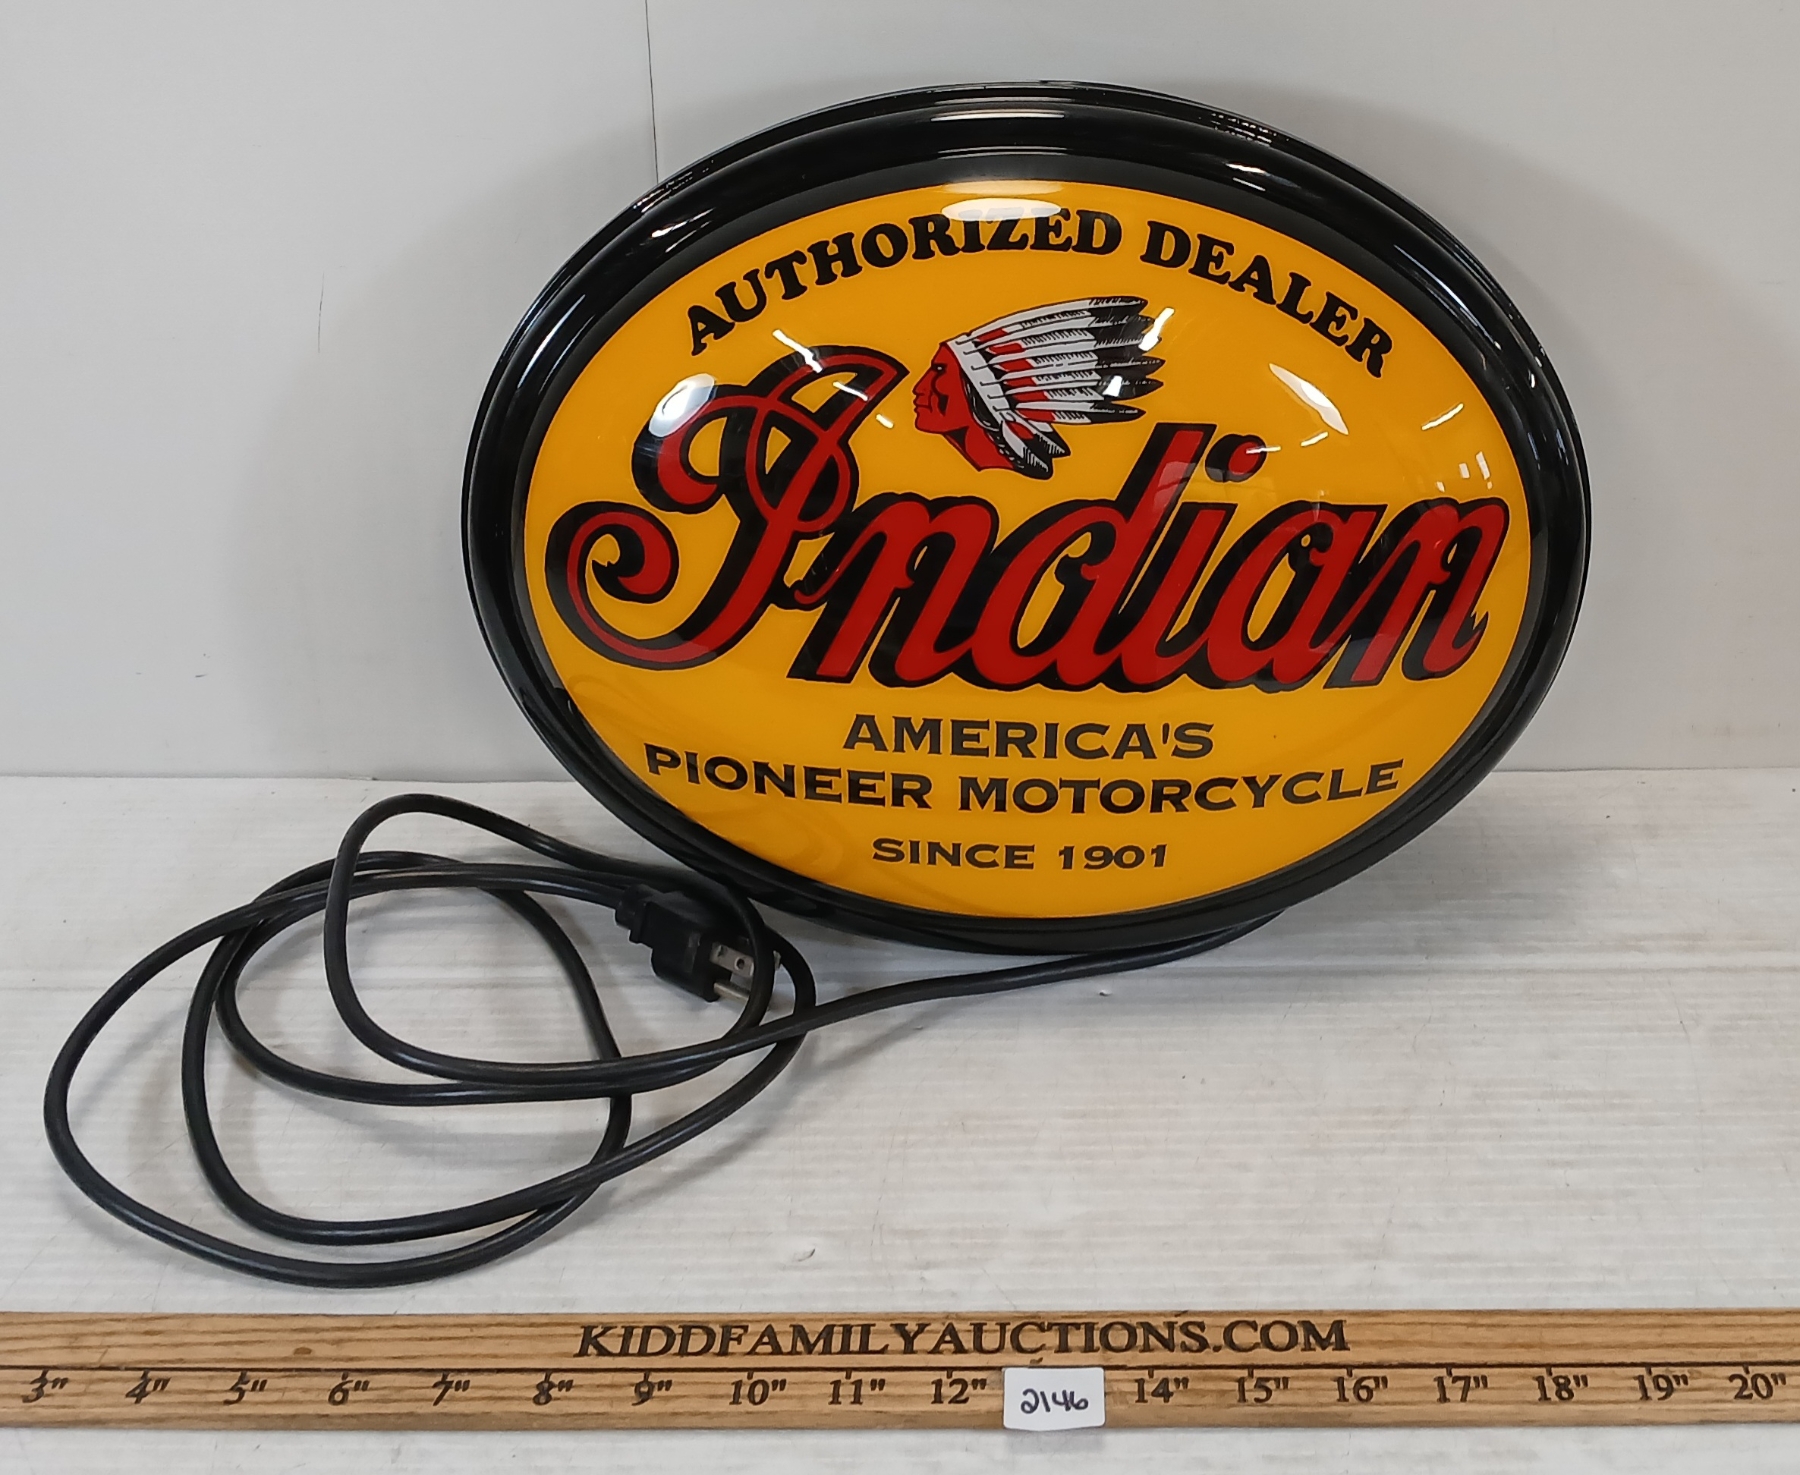 AUTHORIZED DEALER
Indian
AMERICA'S
PIONEER MOTORCYCLE
SINCE 1901
KIDDFAMILYAUCTIONS.COM
3" 4" 5" 6" 7" 8" 9" 10" 11" 12" 2146 14" 15" 16" 17" 18" 19" 20"